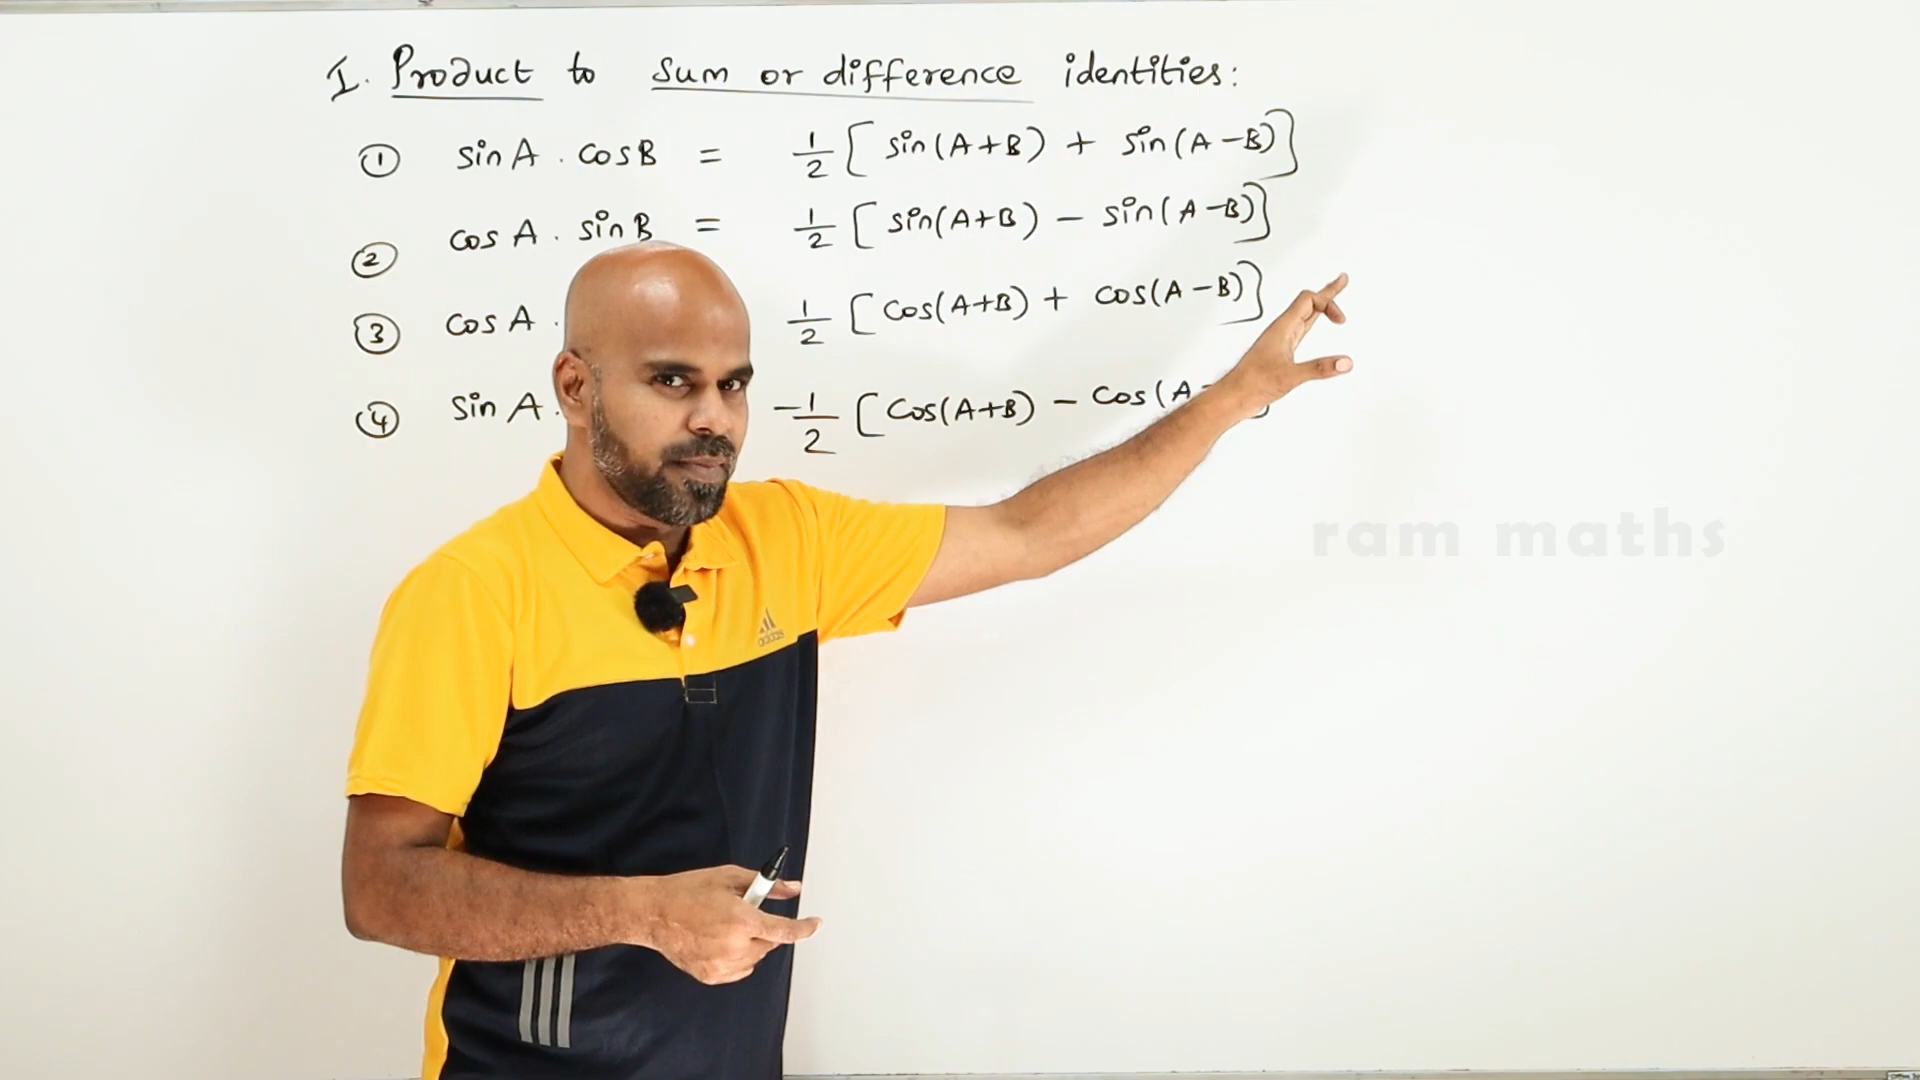 I. Product to sum or difference identities:
① sin A . cos B = 1/2 [ sin(A+B) + sin(A-B)]
② cos A . sin B = 1/2 [ sin(A+B) - sin(A-B)]
③ cos A . 1/2 [ cos(A+B) + cos(A-B)]
④ sin A . -1/2 [ cos(A+B) - cos(A-
ram maths
adidas